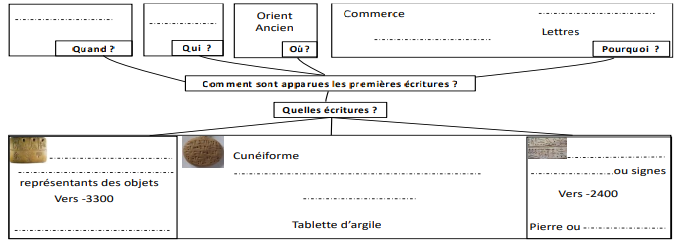 Orient
Ancien
Commerce
Lettres
Quand ?
Qui ?
Où ?
Pourquoi ?
Comment sont apparues les premières écritures ?
Quelles écritures ?
représentants des objets
Vers -3300
Cunéiforme
Tablette d'argile
ou signes
Vers -2400
Pierre ou